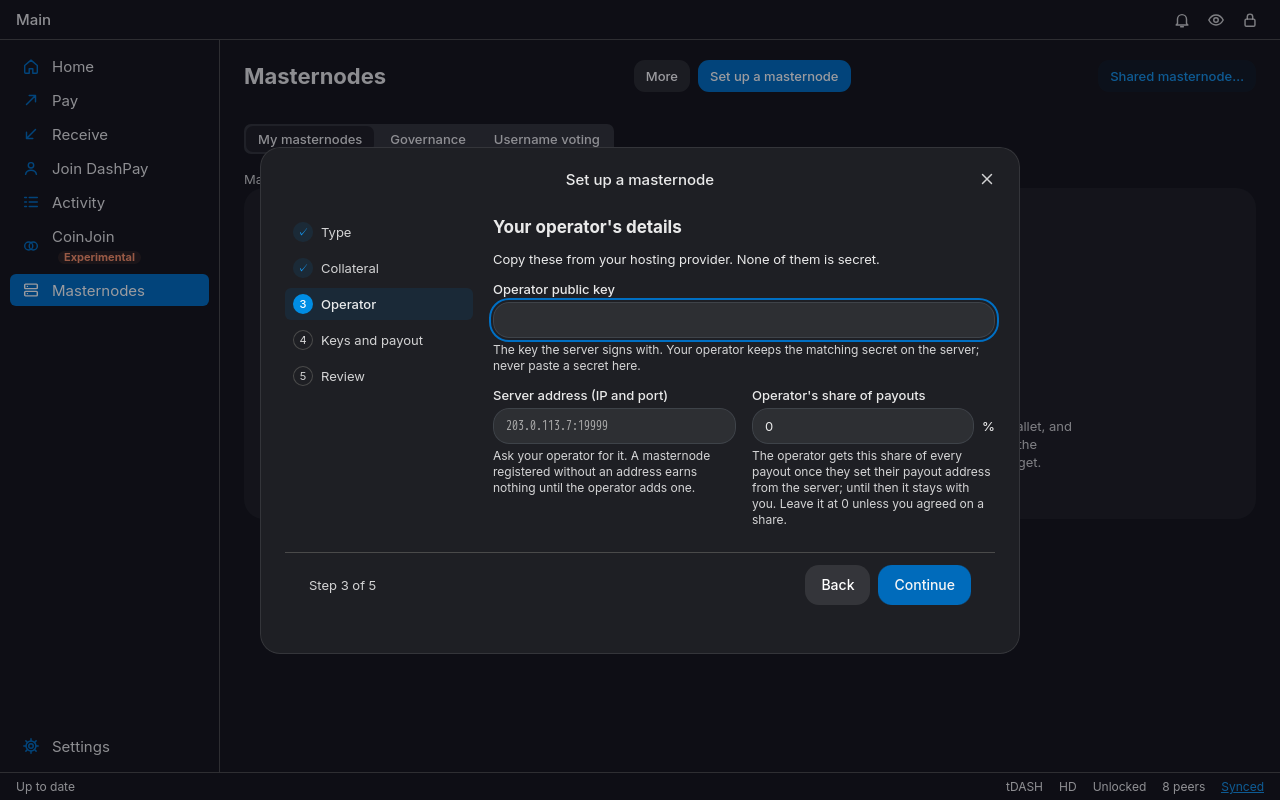 Main
Home
Pay
Receive
Join DashPay
Activity
CoinJoin
Experimental
Masternodes
Settings
Masternodes
More
Set up a masternode
Shared masternode...
My masternodes
Governance
Username voting
Set up a masternode
Type
Collateral
3 Operator
4 Keys and payout
5 Review
Your operator's details
Copy these from your hosting provider. None of them is secret.
Operator public key
The key the server signs with. Your operator keeps the matching secret on the server;
never paste a secret here.
Server address (IP and port)
203.0.113.7:19999
Ask your operator for it. A masternode
registered without an address earns
nothing until the operator adds one.
Operator's share of payouts
0 %
The operator gets this share of every
payout once they set their payout address
from the server; until then it stays with
you. Leave it at 0 unless you agreed on a
share.
Step 3 of 5
Back
Continue
Up to date
tDASH
HD
Unlocked
8 peers
Synced